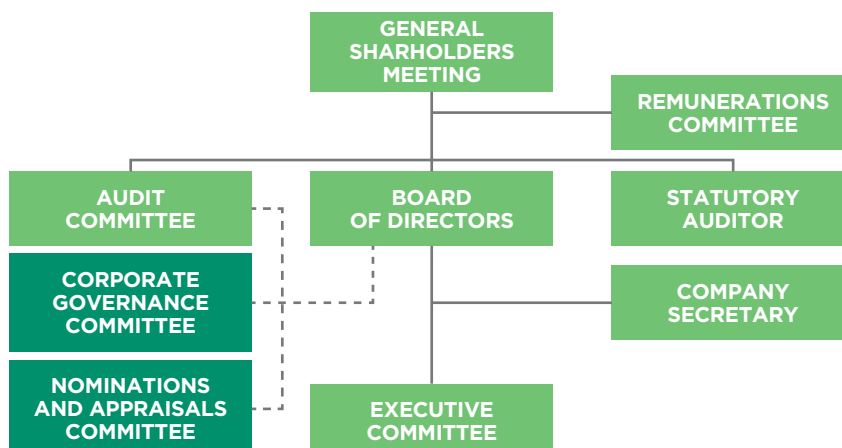 GENERAL
SHARHOLDERS
MEETING
REMUNERATIONS
COMMITTEE
AUDIT
COMMITTEE
BOARD
OF DIRECTORS
STATUTORY
AUDITOR
CORPORATE
GOVERNANCE
COMMITTEE
COMPANY
SECRETARY
NOMINATIONS
AND APPRAISALS
COMMITTEE
EXECUTIVE
COMMITTEE